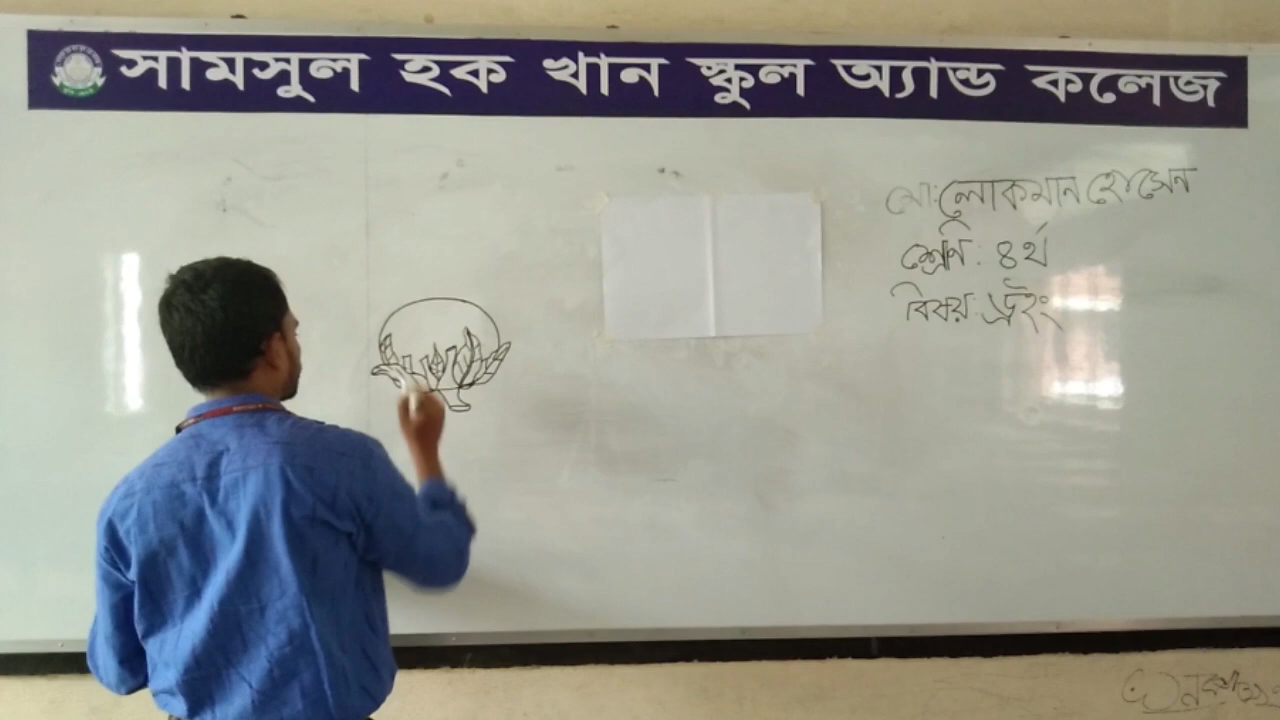 সামসুল হক খান স্কুল অ্যান্ড কলেজ
মো: লোকমান হোসেন
শ্রেণি : ৪র্থ
বিষয়: ড্রইং